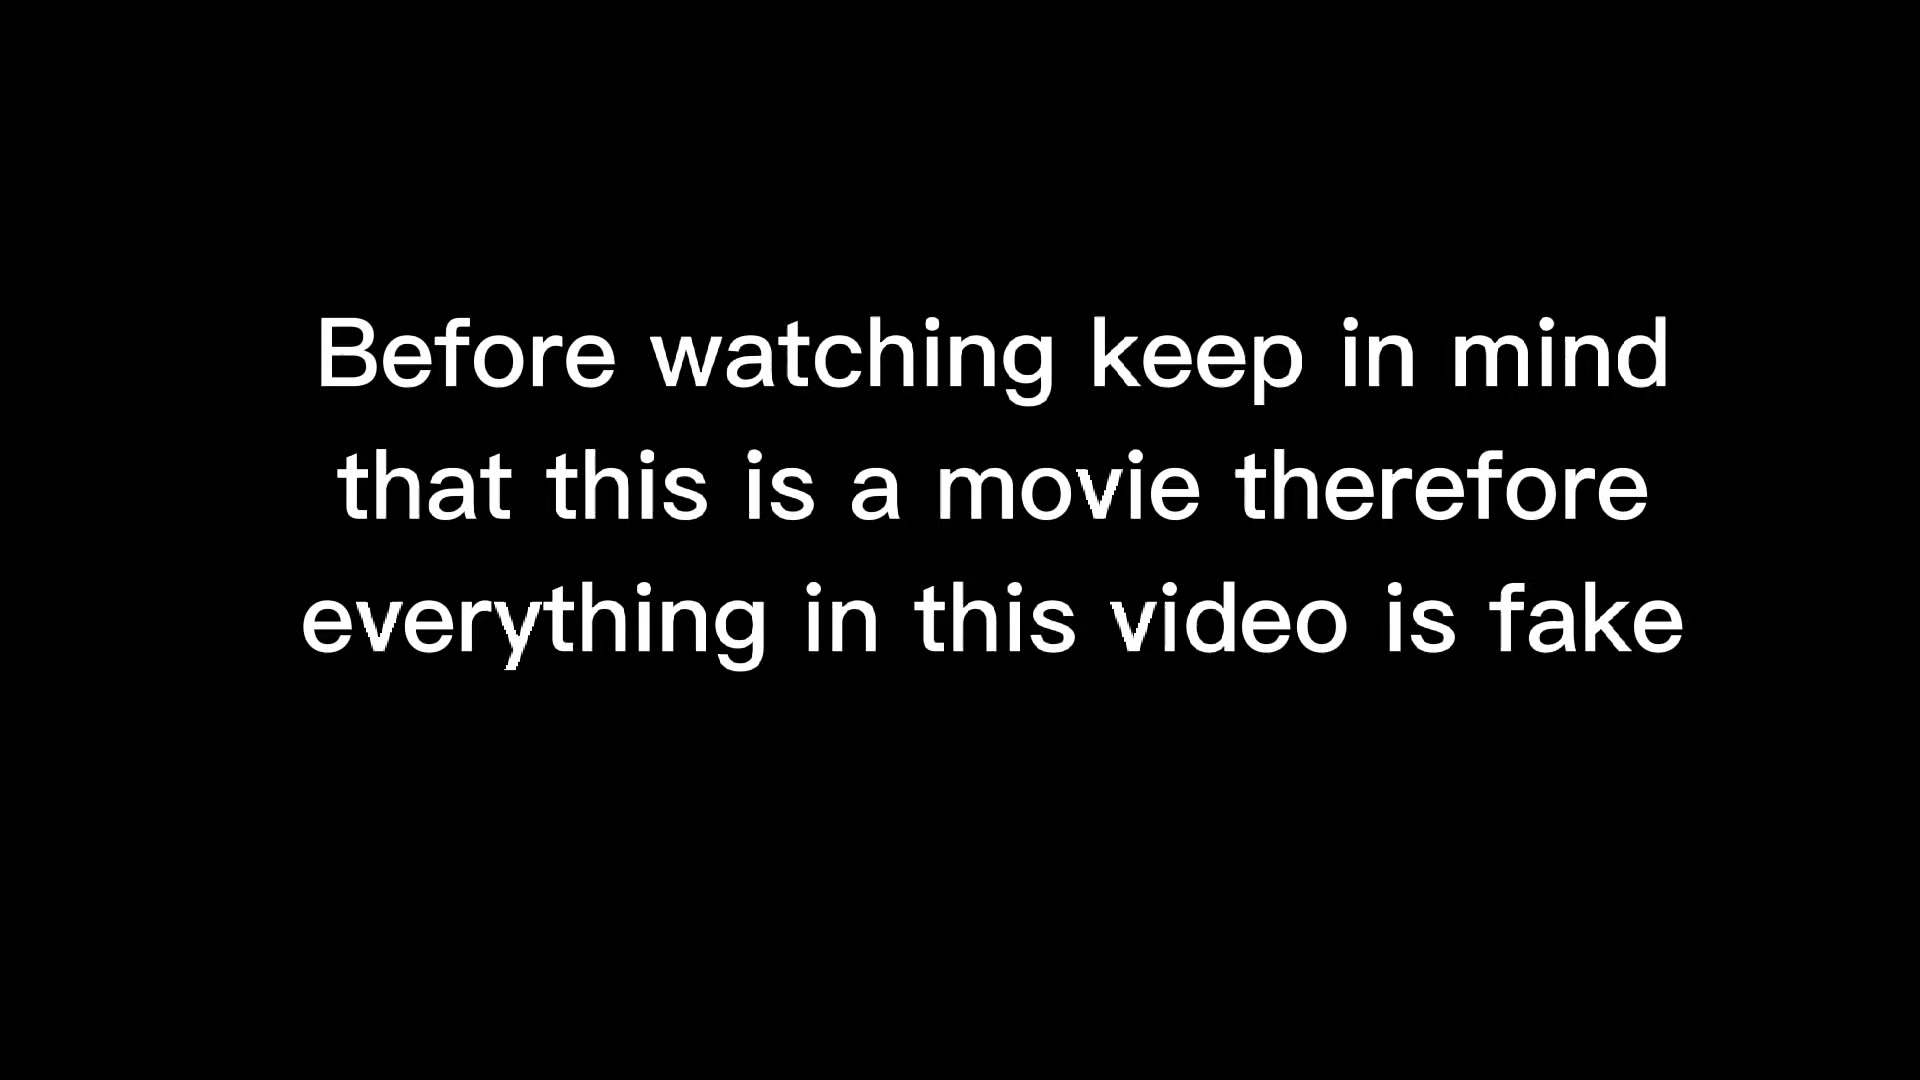 Before watching keep in mind
that this is a movie therefore
everything in this video is fake